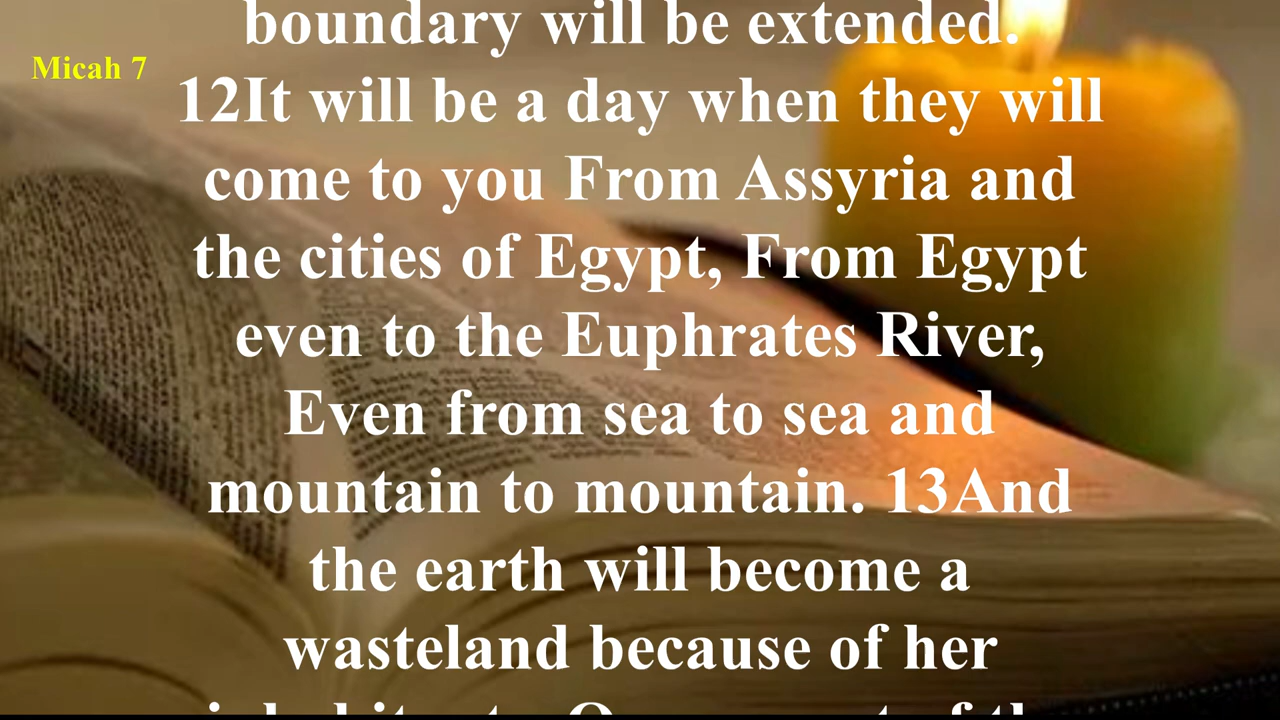 boundary will be extended.
Micah 7
12It will be a day when they will
come to you From Assyria and
the cities of Egypt, From Egypt
even to the Euphrates River,
Even from sea to sea and
mountain to mountain. 13And
the earth will become a
wasteland because of her